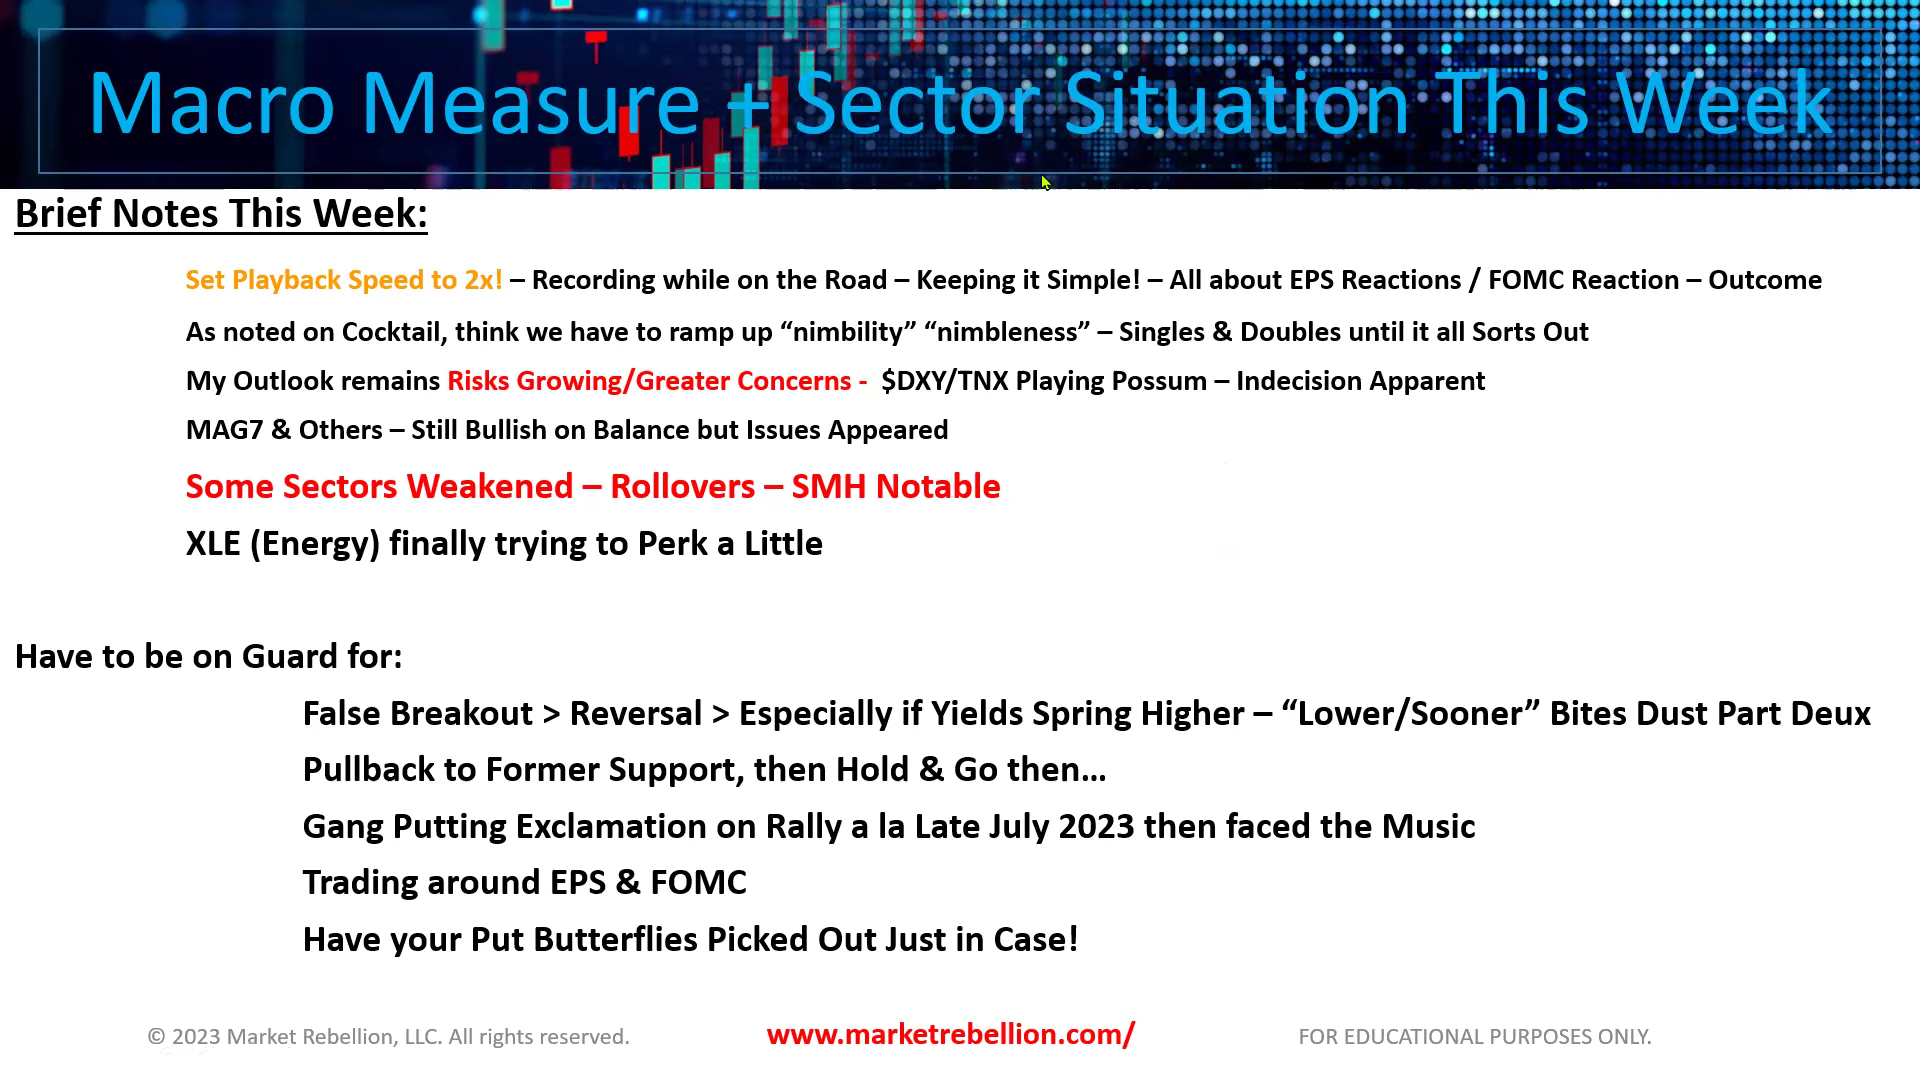 Macro Measure + Sector Situation This Week
Brief Notes This Week:
Set Playback Speed to 2x! – Recording while on the Road – Keeping it Simple! – All about EPS Reactions / FOMC Reaction – Outcome
As noted on Cocktail, think we have to ramp up “nimbility” “nimbleness” – Singles & Doubles until it all Sorts Out
My Outlook remains Risks Growing/Greater Concerns - $DXY/TNX Playing Possum – Indecision Apparent
MAG7 & Others – Still Bullish on Balance but Issues Appeared
Some Sectors Weakened – Rollovers – SMH Notable
XLE (Energy) finally trying to Perk a Little
Have to be on Guard for:
False Breakout > Reversal > Especially if Yields Spring Higher – “Lower/Sooner” Bites Dust Part Deux
Pullback to Former Support, then Hold & Go then…
Gang Putting Exclamation on Rally a la Late July 2023 then faced the Music
Trading around EPS & FOMC
Have your Put Butterflies Picked Out Just in Case!
© 2023 Market Rebellion, LLC. All rights reserved.
www.marketrebellion.com/
FOR EDUCATIONAL PURPOSES ONLY.